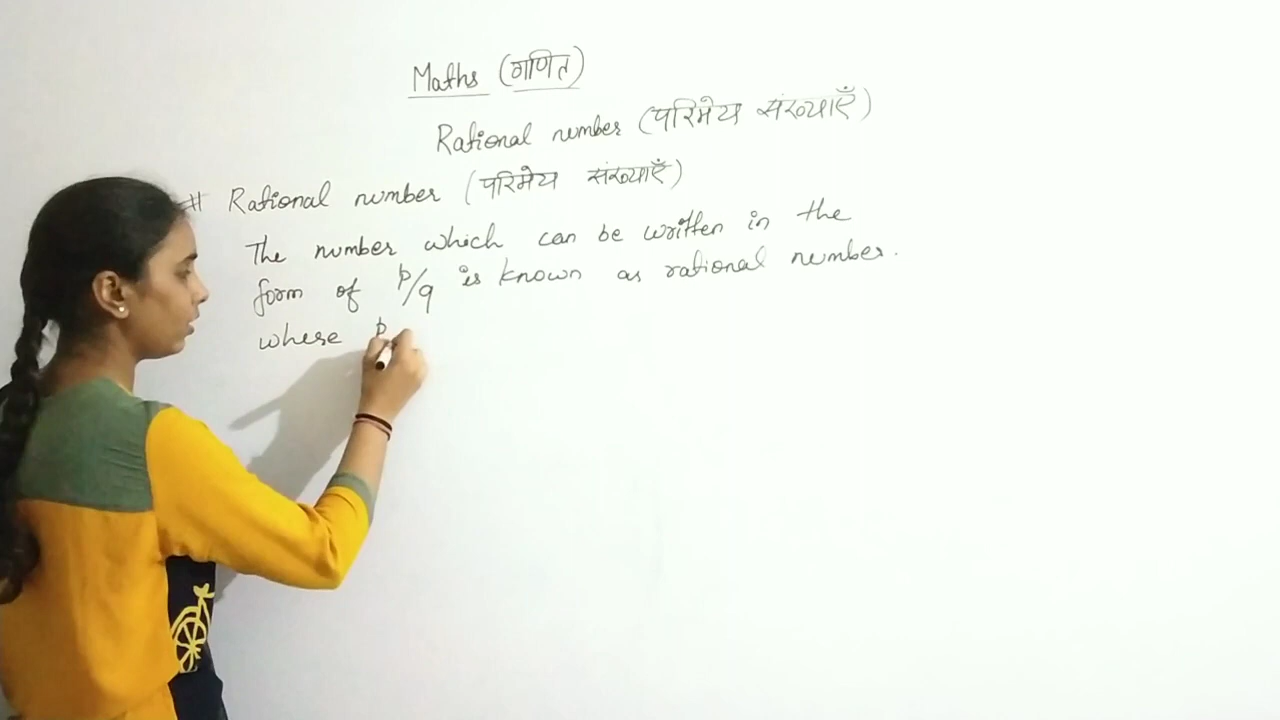 Maths (गणित)
Rational number (परिमेय संख्याएँ)
# Rational number (परिमेय संख्याएँ)
The number which can be written in the
form of p/q is known as rational number.
where p